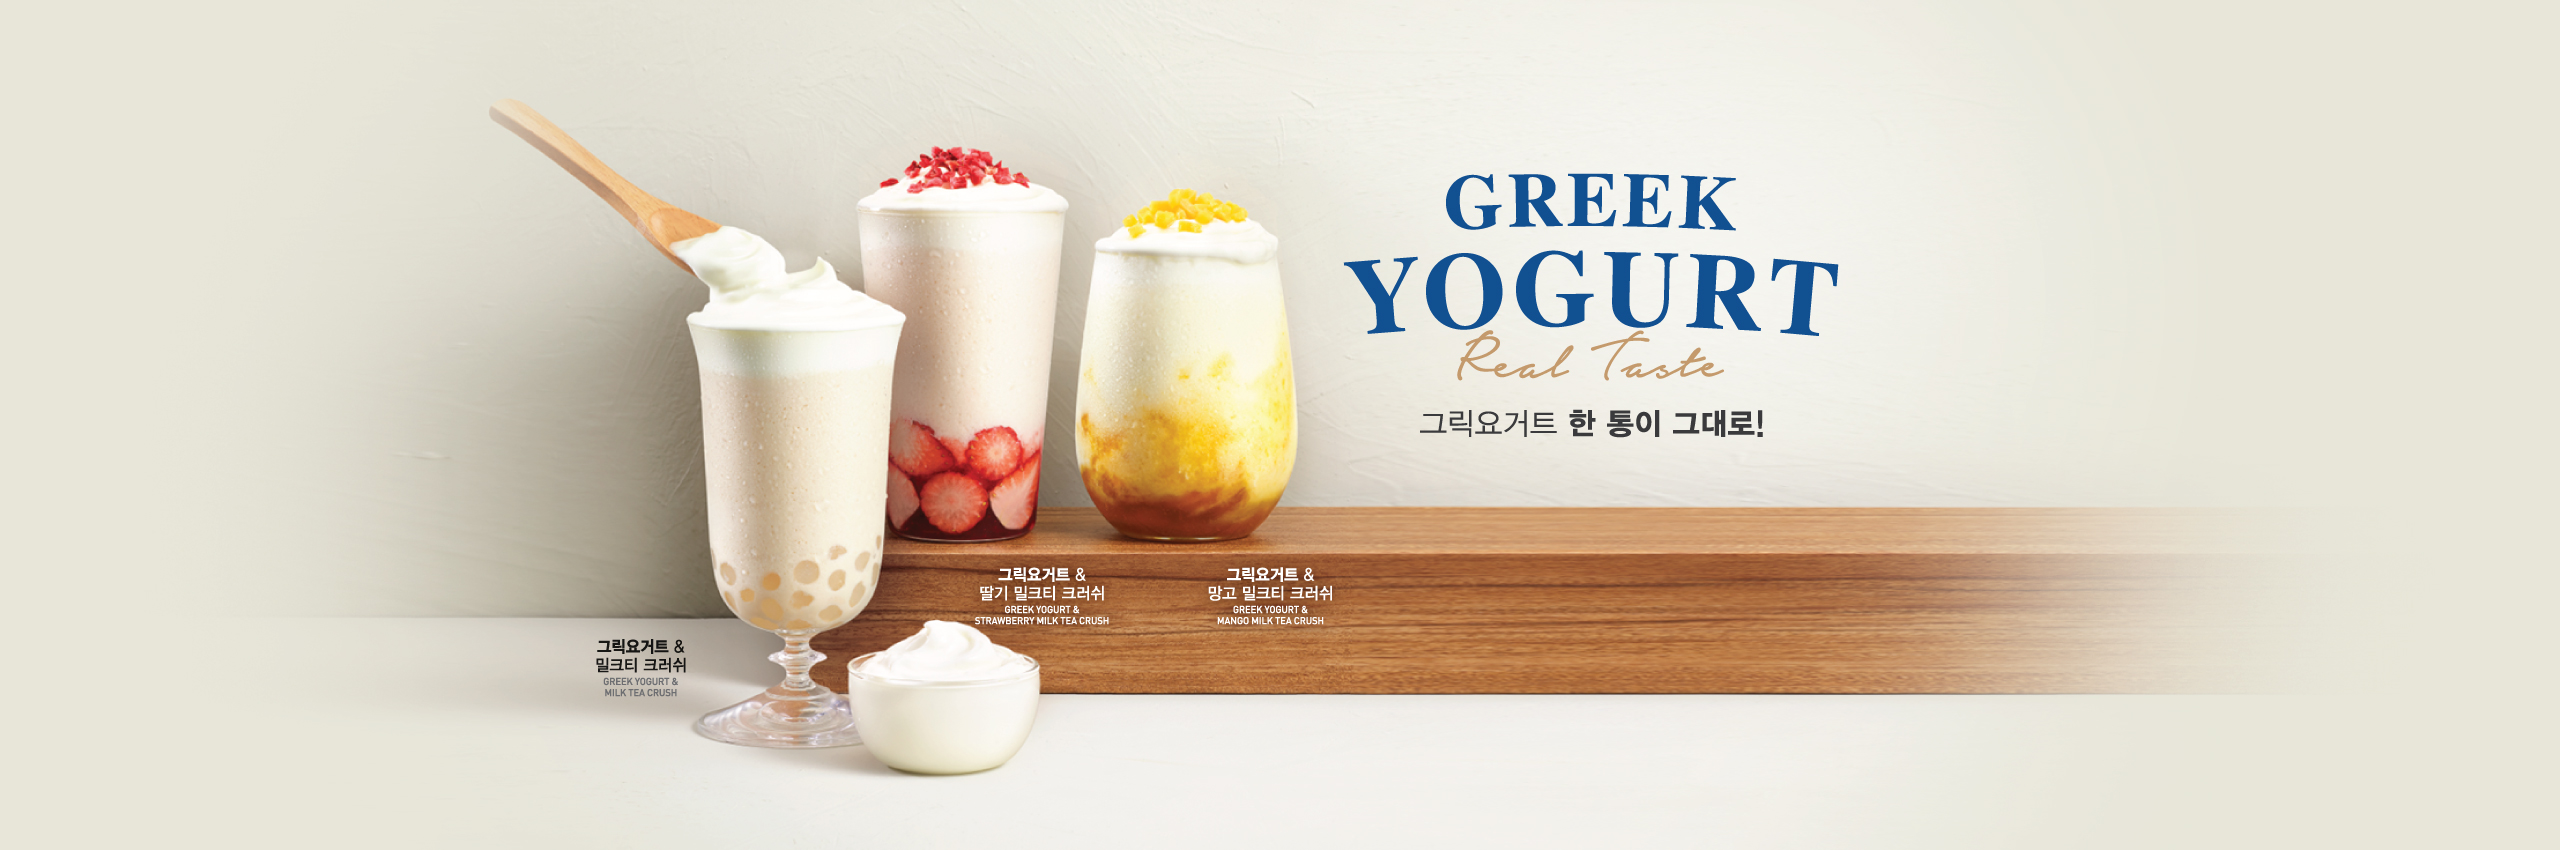 GREEK
YOGURT
Real Taste
그릭요거트 한 통이 그대로!
그릭요거트 &
밀크티 크러쉬
GREEK YOGURT &
MILK TEA CRUSH
그릭요거트 &
딸기 밀크티 크러쉬
GREEK YOGURT &
STRAWBERRY MILK TEA CRUSH
그릭요거트 &
망고 밀크티 크러쉬
GREEK YOGURT &
MANGO MILK TEA CRUSH